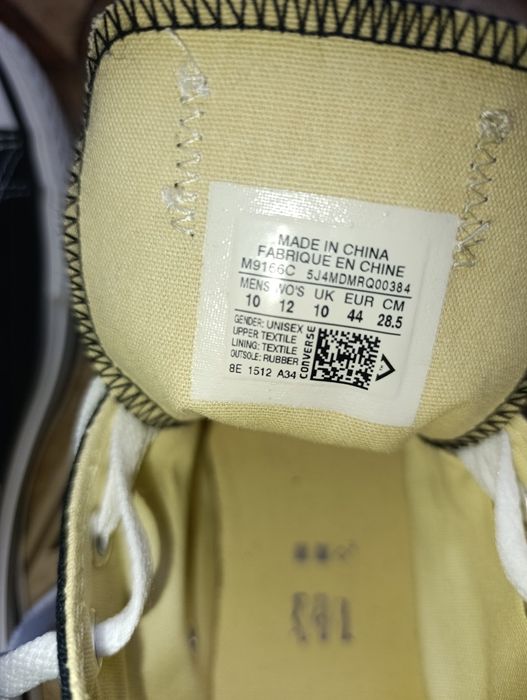 MADE IN CHINA
FABRIQUE EN CHINE
M9166C 5J4MDMRQ00384
MENS WO'S UK EUR CM
10 12 10 44 28.5
GENDER: UNISEX
UPPER TEXTILE
LINING: TEXTILE
OUTSOLE: RUBBER
8E 1512 A34
CONVERSE